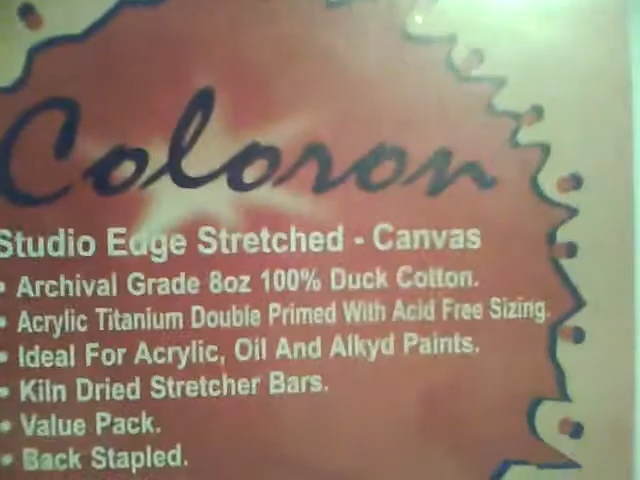 Coloron
Studio Edge Stretched - Canvas
• Archival Grade 8oz 100% Duck Cotton.
• Acrylic Titanium Double Primed With Acid Free Sizing.
• Ideal For Acrylic, Oil And Alkyd Paints.
• Kiln Dried Stretcher Bars.
• Value Pack.
• Back Stapled.